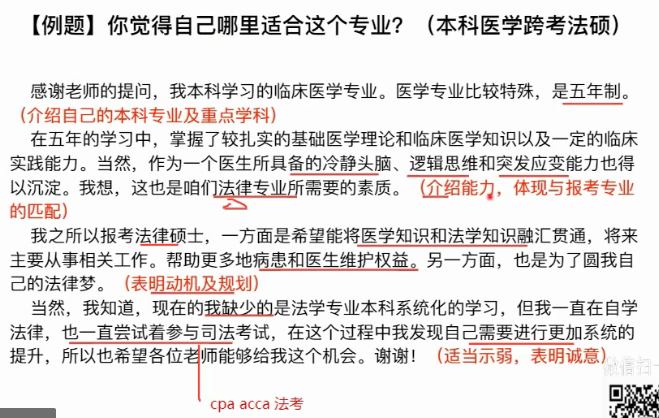 【例题】你觉得自己哪里适合这个专业？（本科医学跨考法硕）
感谢老师的提问，我本科学习的临床医学专业。医学专业比较特殊，是五年制。
（介绍自己的本科专业及重点学科）
在五年的学习中，掌握了较扎实的基础医学理论和临床医学知识以及一定的临床
实践能力。当然，作为一个医生所具备的冷静头脑、逻辑思维和突发应变能力也得
以沉淀。我想，这也是咱们法律专业所需要的素质。（介绍能力，体现与报考专业
的匹配）
我之所以报考法律硕士，一方面是希望能将医学知识和法学知识融汇贯通，将来
主要从事相关工作。帮助更多地病患和医生维护权益。另一方面，也是为了圆我自
己的法律梦。（表明动机及规划）
当然，我知道，现在的我缺少的是法学专业本科系统化的学习，但我一直在自学
法律，也一直尝试着参与司法考试，在这个过程中我发现自己需要进行更加系统的
提升，所以也希望各位老师能够给我这个机会。谢谢！（适当示弱，表明诚意）
微信扫一
cpa acca 法考